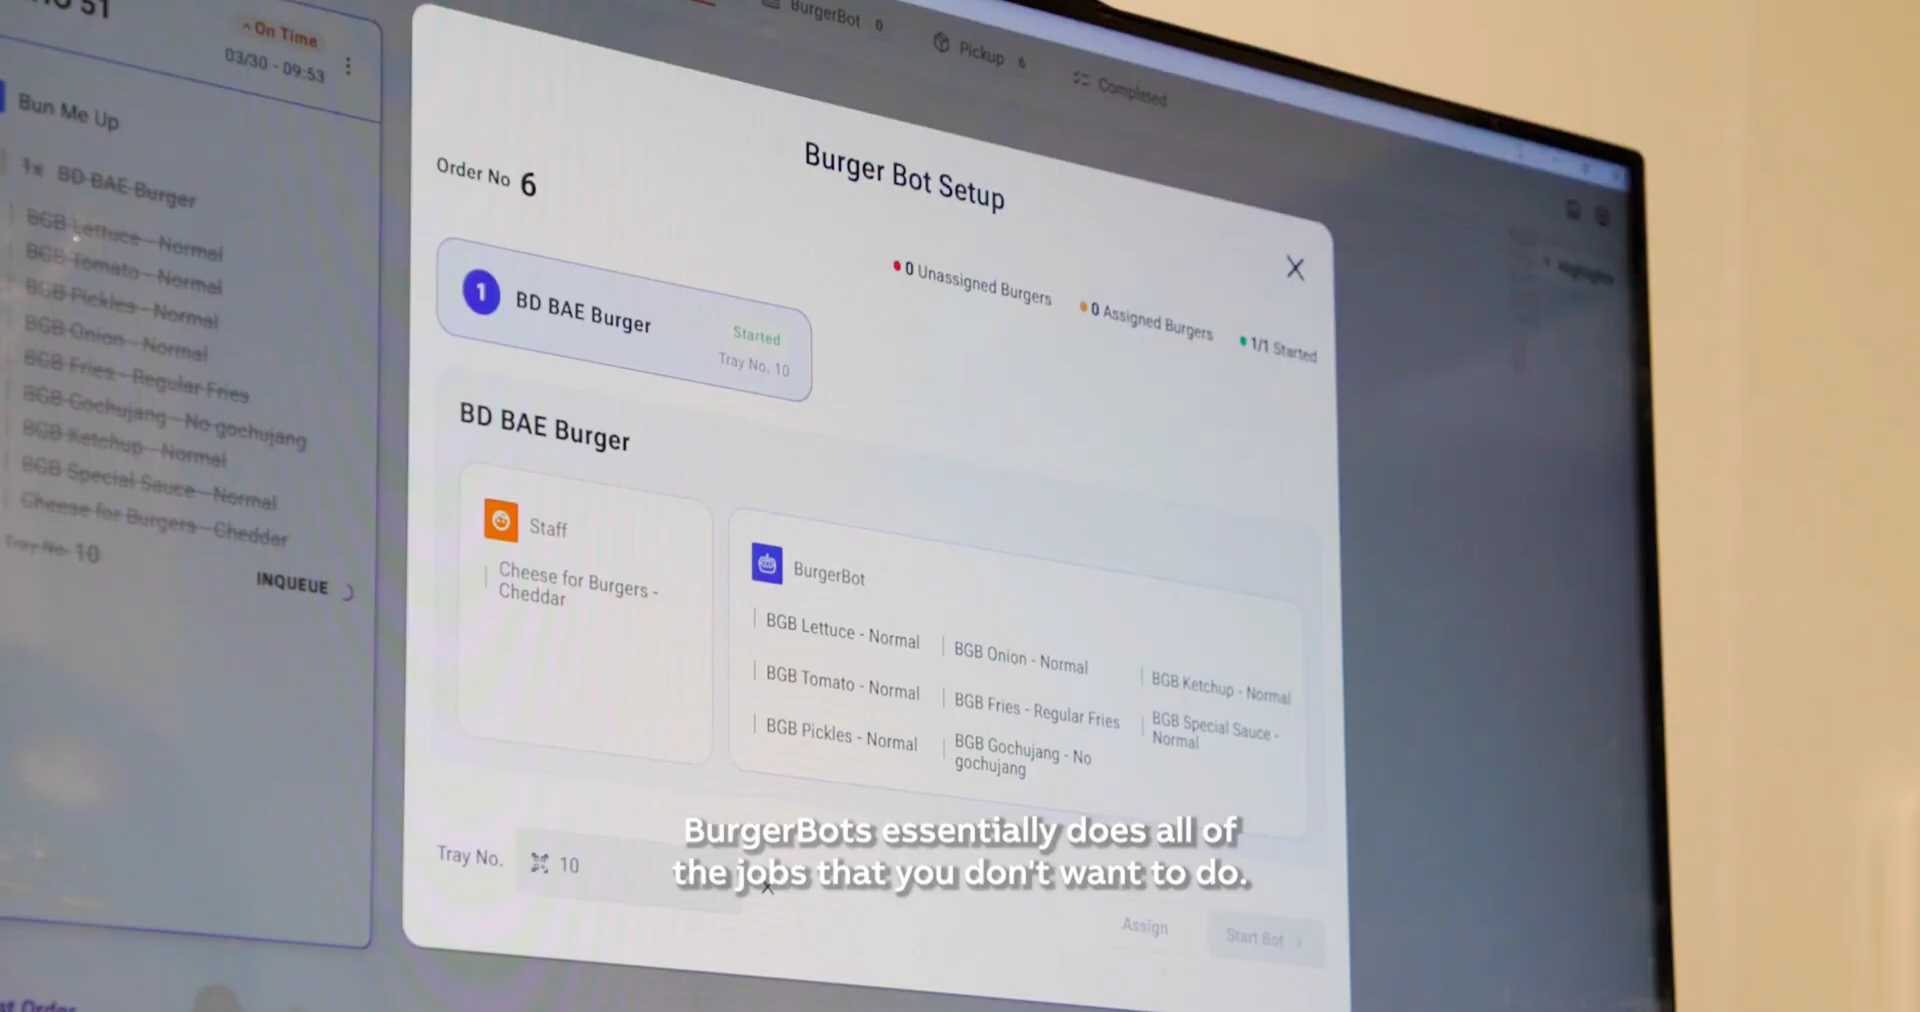 51
On Time
03/30 - 09:53
Bun Me Up
1x BD BAE Burger
BGB Lettuce - Normal
BGB Tomato - Normal
BGB Pickles - Normal
BGB Onion - Normal
BGB Fries - Regular Fries
BGB Gochujang - No gochujang
BGB Ketchup - Normal
BGB Special Sauce - Normal
Cheese for Burgers - Cheddar
Tray No. 10
INQUEUE
Order
BurgerBot 0
Pickup 6
Completed
Burger Bot Setup
Order No 6
0 Unassigned Burgers
0 Assigned Burgers
1/1 Started
1 BD BAE Burger
Started
Tray No. 10
BD BAE Burger
Staff
Cheese for Burgers -
Cheddar
BurgerBot
BGB Lettuce - Normal
BGB Tomato - Normal
BGB Pickles - Normal
BGB Onion - Normal
BGB Fries - Regular Fries
BGB Gochujang - No
gochujang
BGB Ketchup - Normal
BGB Special Sauce -
Normal
Tray No. 10
Assign
Start Bot
BurgerBots essentially does all of
the jobs that you don't want to do.